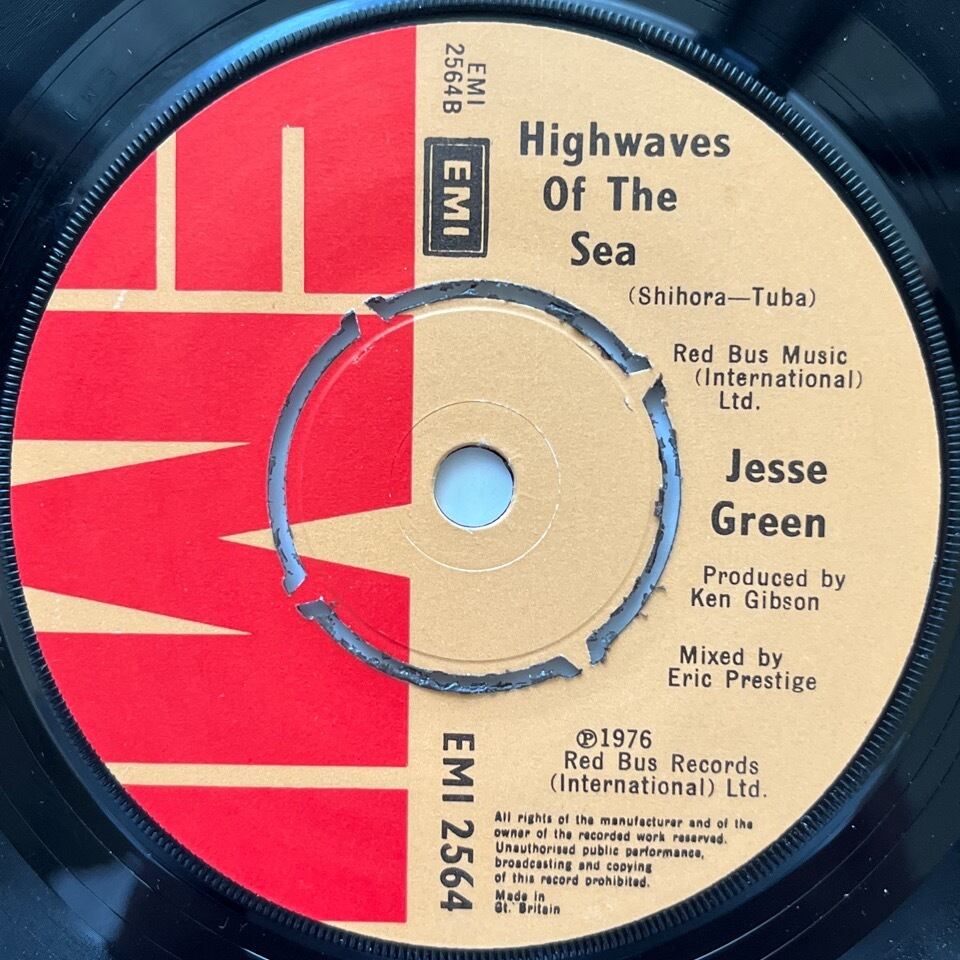 EMI
2564B
EMI
Highwaves
Of The
Sea
(Shihora—Tuba)
Red Bus Music
(International)
Ltd.
Jesse
Green
Produced by
Ken Gibson
Mixed by
Eric Prestige
℗1976
Red Bus Records
(International) Ltd.
EMI 2564
All rights of the manufacturer and of the
owner of the recorded work reserved.
Unauthorised public performance,
broadcasting and copying
of this record prohibited.
Made in
Gt. Britain
EMI